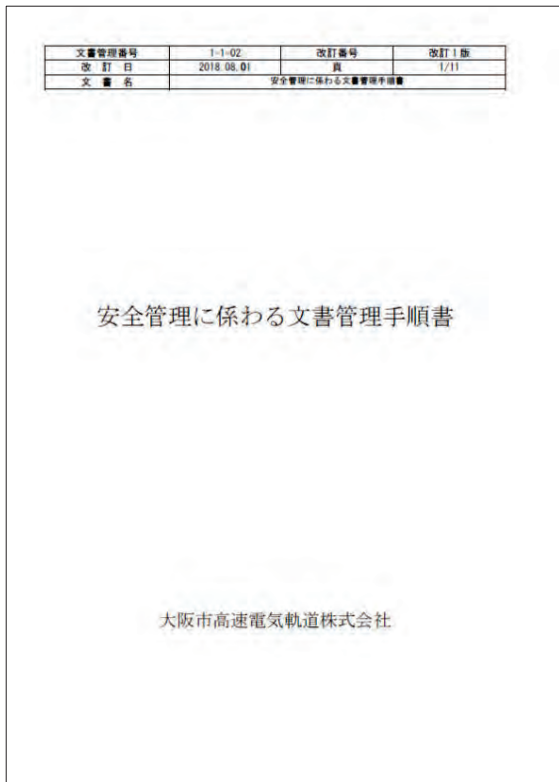 文書管理番号 1-1-02 改訂番号 改訂1版
改訂日 2018.08.01 頁 1/11
文書名 安全管理に係わる文書管理手順書
安全管理に係わる文書管理手順書
大阪市高速電気軌道株式会社